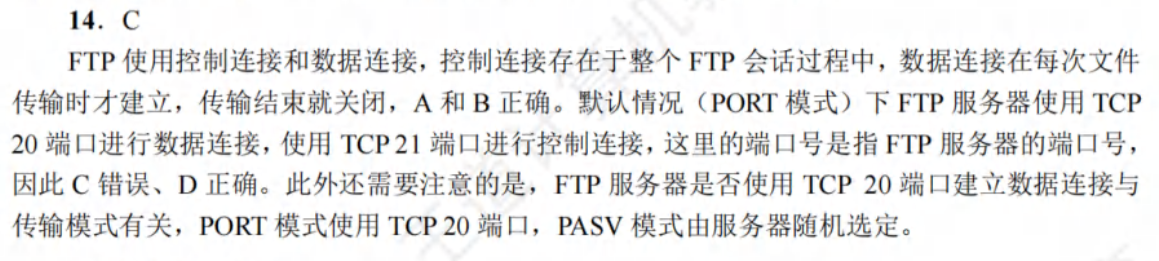 14. C
FTP 使用控制连接和数据连接，控制连接存在于整个 FTP 会话过程中，数据连接在每次文件
传输时才建立，传输结束就关闭，A 和 B 正确。默认情况（PORT 模式）下 FTP 服务器使用 TCP
20 端口进行数据连接，使用 TCP 21 端口进行控制连接，这里的端口号是指 FTP 服务器的端口号，
因此 C 错误、D 正确。此外还需要注意的是，FTP 服务器是否使用 TCP 20 端口建立数据连接与
传输模式有关，PORT 模式使用 TCP 20 端口，PASV 模式由服务器随机选定。